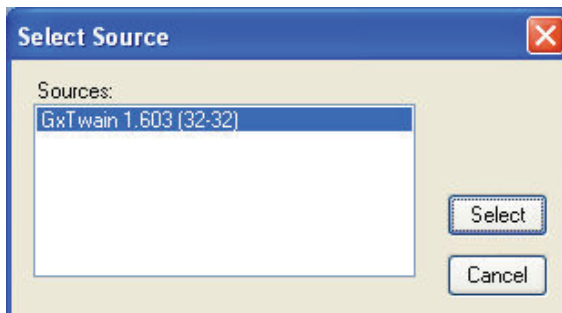 Select Source
Sources:
GxTwain 1.603 (32-32)
Select
Cancel